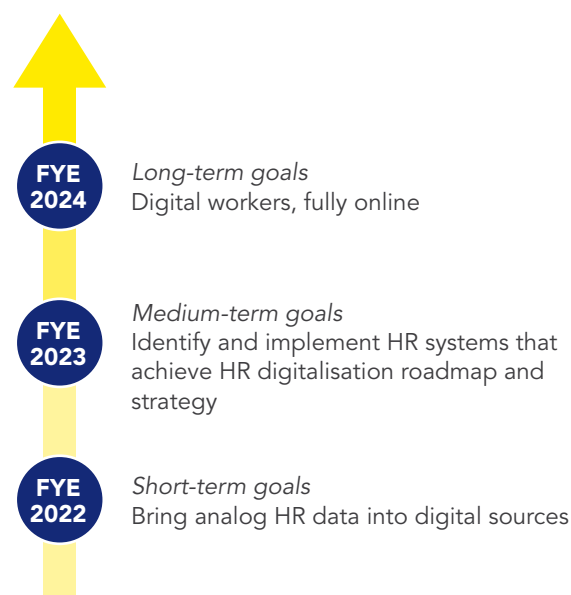 FYE
2024
Long-term goals
Digital workers, fully online
FYE
2023
Medium-term goals
Identify and implement HR systems that
achieve HR digitalisation roadmap and
strategy
FYE
2022
Short-term goals
Bring analog HR data into digital sources